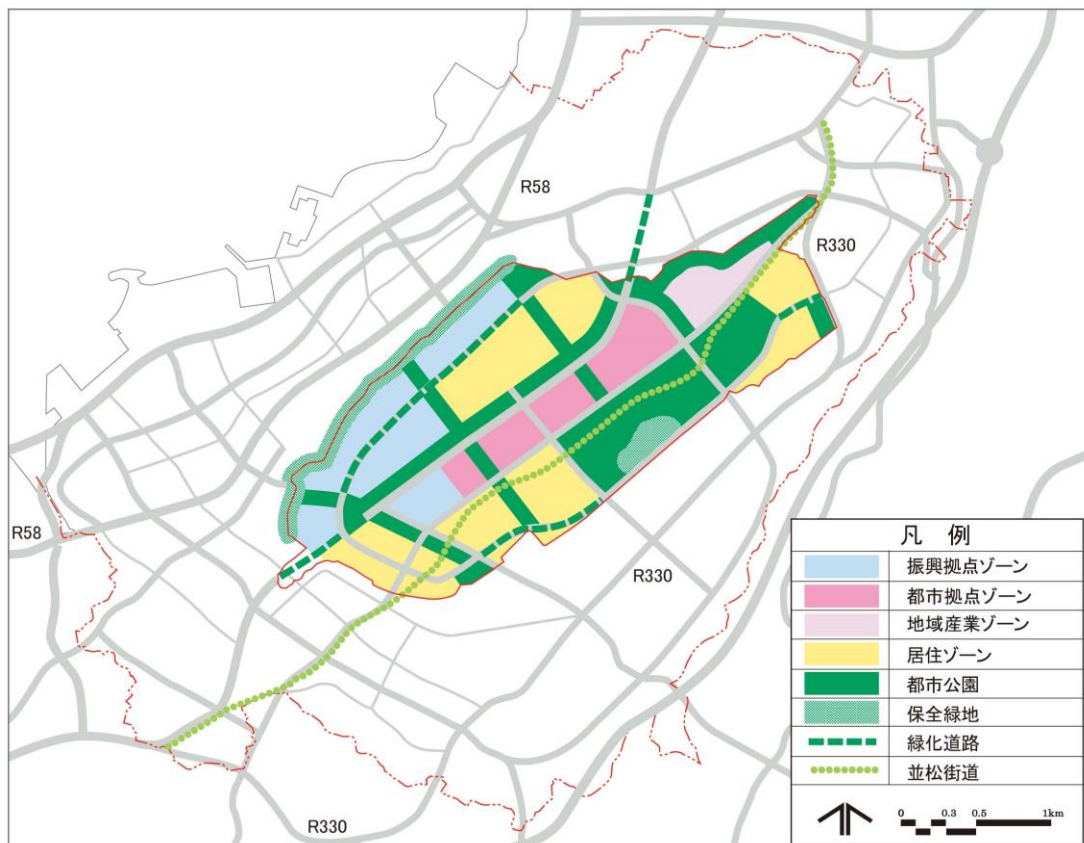 R58
R330
R58
R330
R330
凡 例
振興拠点ゾーン
都市拠点ゾーン
地域産業ゾーン
居住ゾーン
都市公園
保全緑地
緑化道路
並松街道
0 0.3 0.5 1km